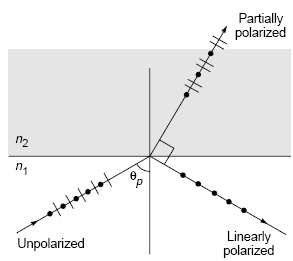 Partially
polarized
n2
n1
θp
Unpolarized
Linearly
polarized